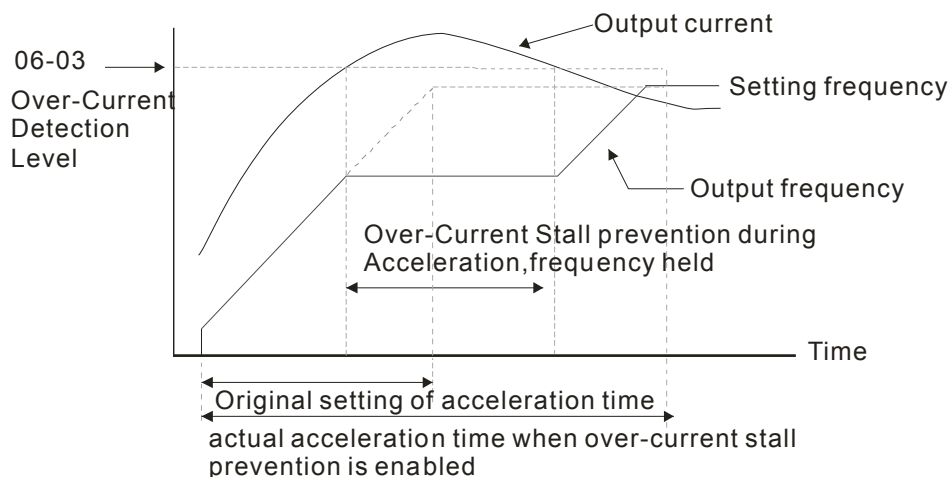 Output current
06-03
Over-Current
Detection
Level
Setting frequency
Output frequency
Over-Current Stall prevention during
Acceleration,frequency held
Time
Original setting of acceleration time
actual acceleration time when over-current stall
prevention is enabled